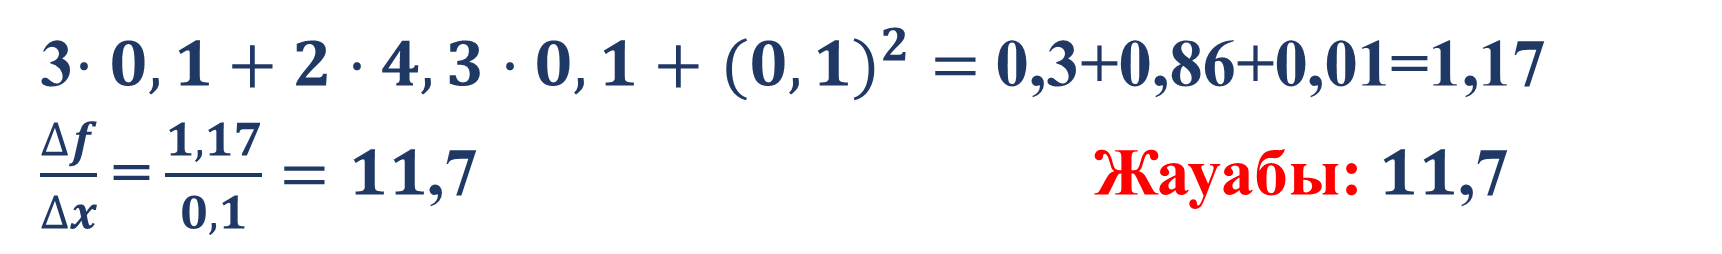 3· 0,1 + 2 · 4,3 · 0,1 + (0,1)² = 0,3+0,86+0,01=1,17
Δf/Δx = 1,17/0,1 = 11,7 Жауабы: 11,7